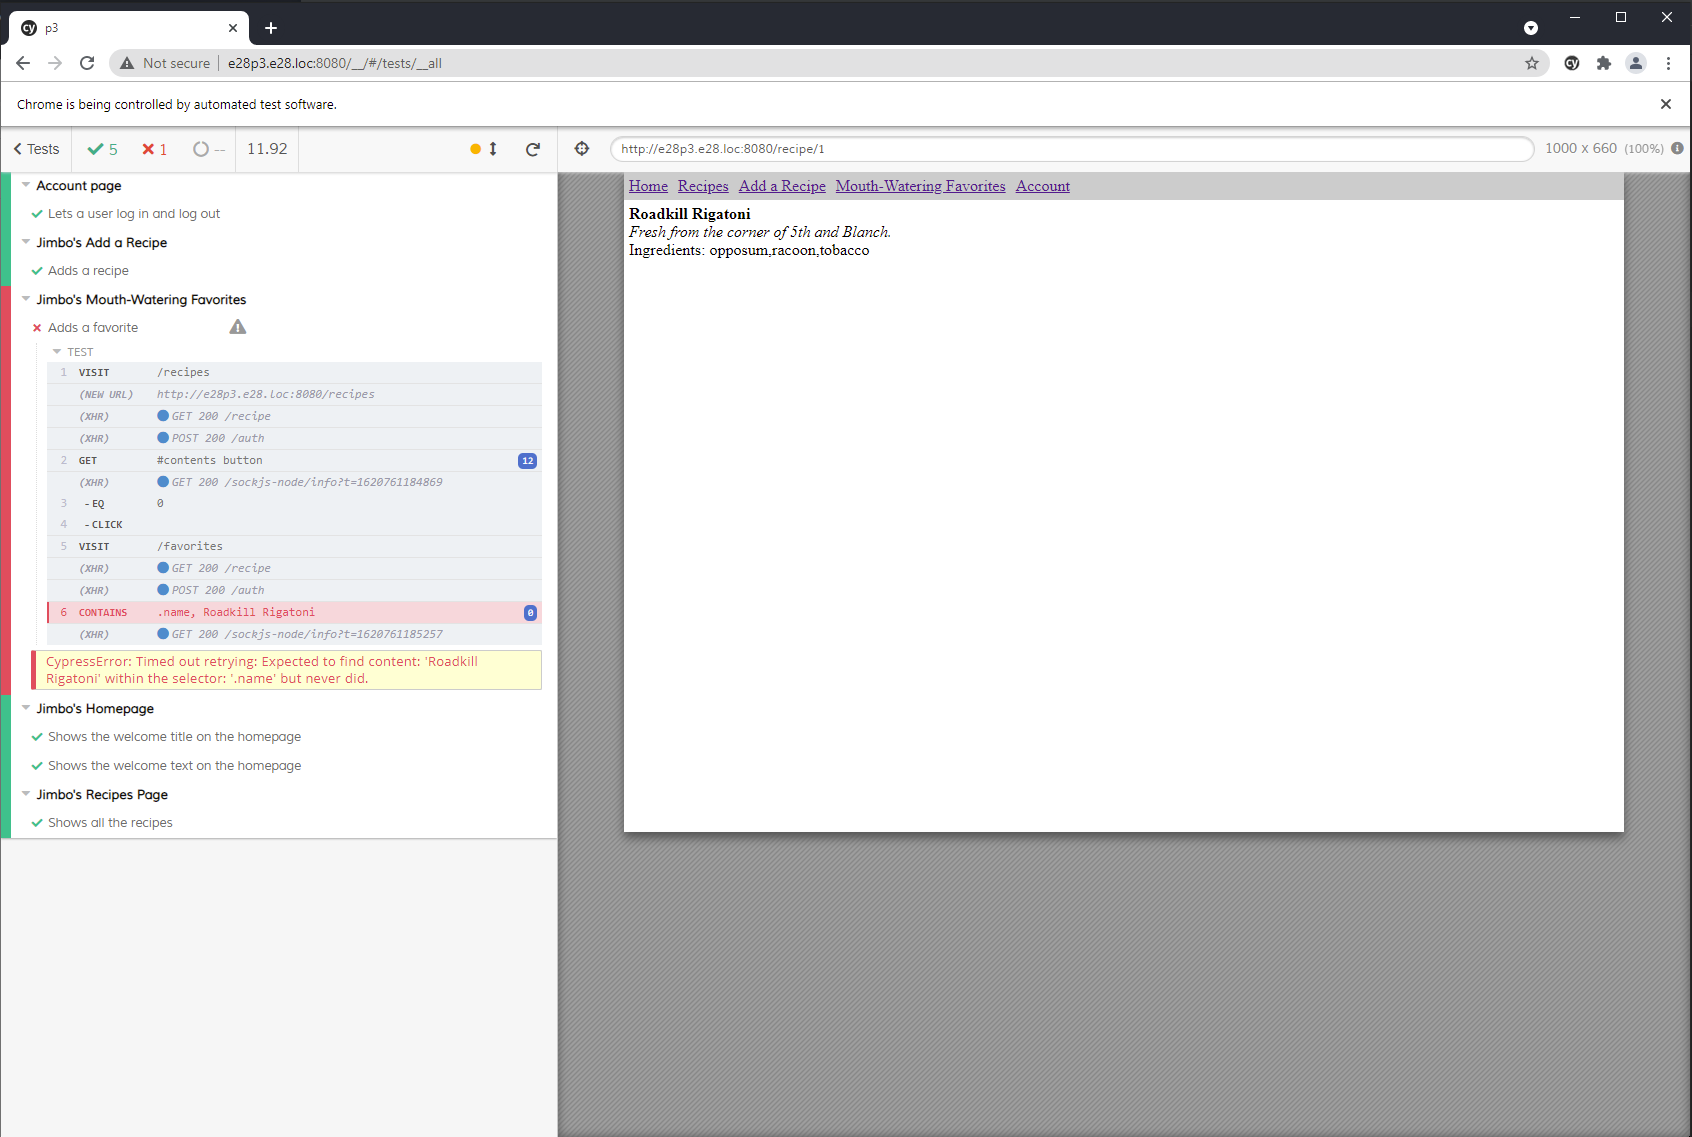 cy p3
Not secure e28p3.e28.loc:8080/__/#/tests/__all
cy
Chrome is being controlled by automated test software.
Tests 5 1 -- 11.92
http://e28p3.e28.loc:8080/recipe/1
1000 x 660 (100%) i
Account page
Lets a user log in and log out
Jimbo's Add a Recipe
Adds a recipe
Jimbo's Mouth-Watering Favorites
Adds a favorite
TEST
1 VISIT /recipes
(NEW URL) http://e28p3.e28.loc:8080/recipes
(XHR) GET 200 /recipe
(XHR) POST 200 /auth
2 GET #contents button 12
(XHR) GET 200 /sockjs-node/info?t=1620761184869
3 -EQ 0
4 -CLICK
5 VISIT /favorites
(XHR) GET 200 /recipe
(XHR) POST 200 /auth
6 CONTAINS .name, Roadkill Rigatoni 0
(XHR) GET 200 /sockjs-node/info?t=1620761185257
CypressError: Timed out retrying: Expected to find content: 'Roadkill
Rigatoni' within the selector: '.name' but never did.
Jimbo's Homepage
Shows the welcome title on the homepage
Shows the welcome text on the homepage
Jimbo's Recipes Page
Shows all the recipes
Home Recipes Add a Recipe Mouth-Watering Favorites Account
Roadkill Rigatoni
Fresh from the corner of 5th and Blanch.
Ingredients: opposum,racoon,tobacco